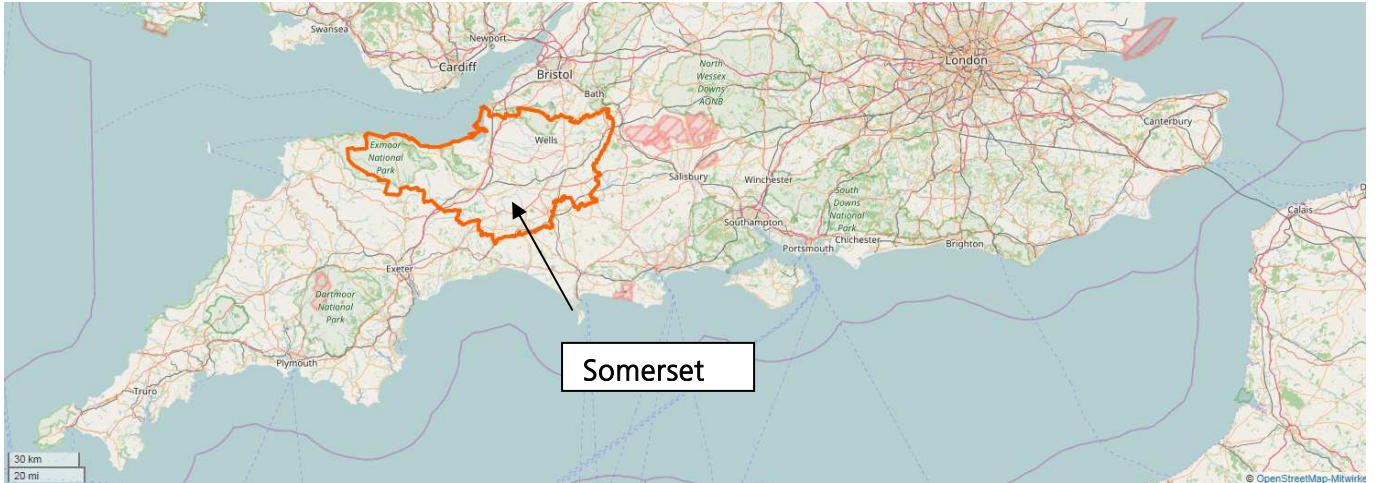 Swansea
Newport
Cardiff
Bristol
Bath
North
Wessex
Downs
AONB
London
Canterbury
Wells
Exmoor
National
Park
Salisbury
Winchester
South
Downs
National
Park
Southampton
Portsmouth
Chichester
Brighton
Calais
Exeter
Dartmoor
National
Park
Plymouth
Truro
Somerset
30 km
20 mi
© OpenStreetMap-Mitwirke